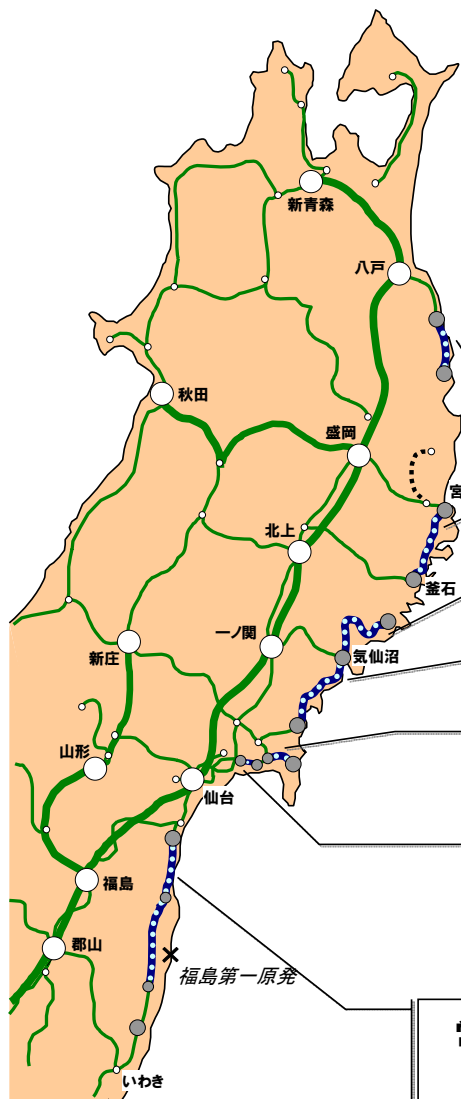 新青森
八戸
秋田
盛岡
宮
北上
釜石
一ノ関
新庄
気仙沼
山形
仙台
福島
郡山
福島第一原発
いわき